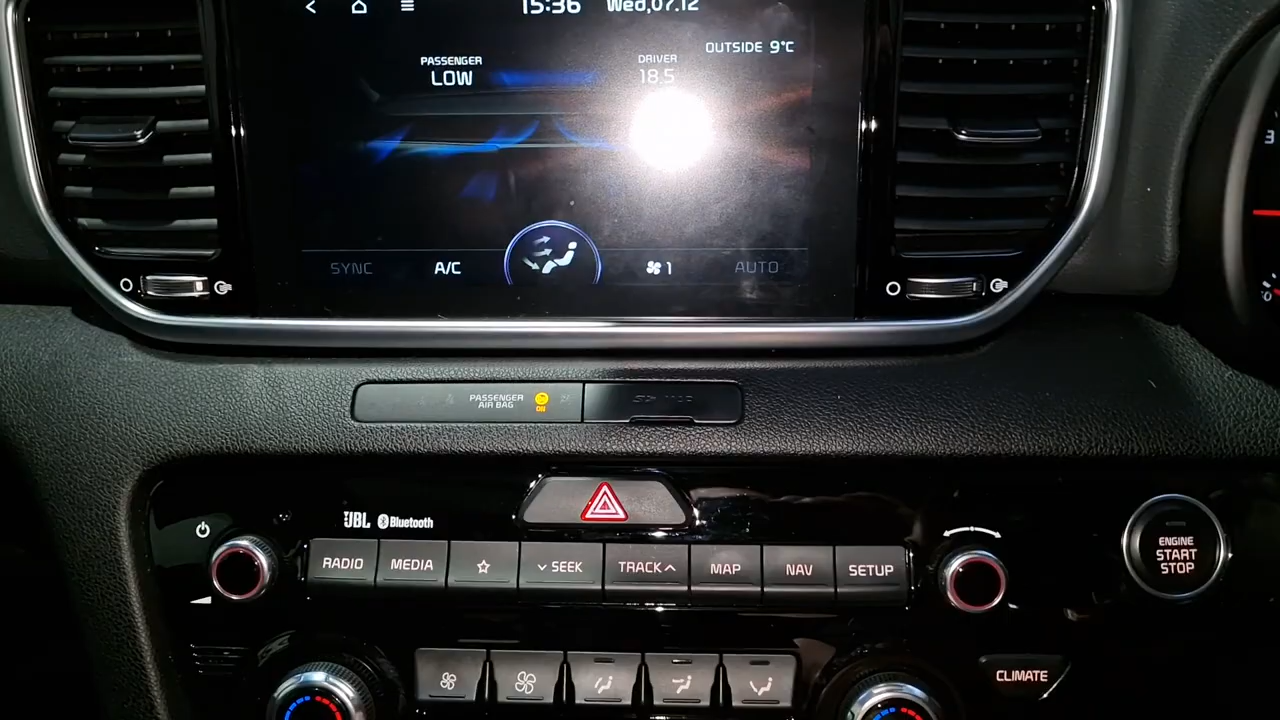 15:36 Wed,07.12
OUTSIDE 9°C
PASSENGER
LOW
DRIVER
18.5
SYNC A/C 1 AUTO
PASSENGER
AIR BAG
ON
JBL Bluetooth
RADIO MEDIA SEEK TRACK MAP NAV SETUP
ENGINE
START
STOP
CLIMATE